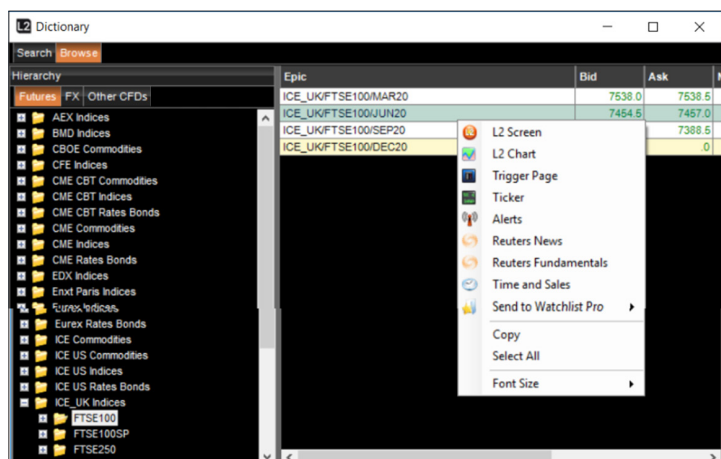 L2 Dictionary
Search Browse
Hierarchy
Futures FX Other CFDs
AEX Indices
BMD Indices
CBOE Commodities
CFE Indices
CME CBT Commodities
CME CBT Indices
CME CBT Rates Bonds
CME Commodities
CME Indices
CME Rates Bonds
EDX Indices
Enxt Paris Indices
Eurex Indices
Eurex Rates Bonds
ICE Commodities
ICE US Commodities
ICE US Indices
ICE US Rates Bonds
ICE_UK Indices
FTSE100
FTSE100SP
FTSE250
Epic Bid Ask
ICE_UK/FTSE100/MAR20 7538.0 7538.5
ICE_UK/FTSE100/JUN20 7454.5 7457.0
ICE_UK/FTSE100/SEP20 7388.5
ICE_UK/FTSE100/DEC20 .0
L2 Screen
L2 Chart
Trigger Page
Ticker
Alerts
Reuters News
Reuters Fundamentals
Time and Sales
Send to Watchlist Pro
Copy
Select All
Font Size